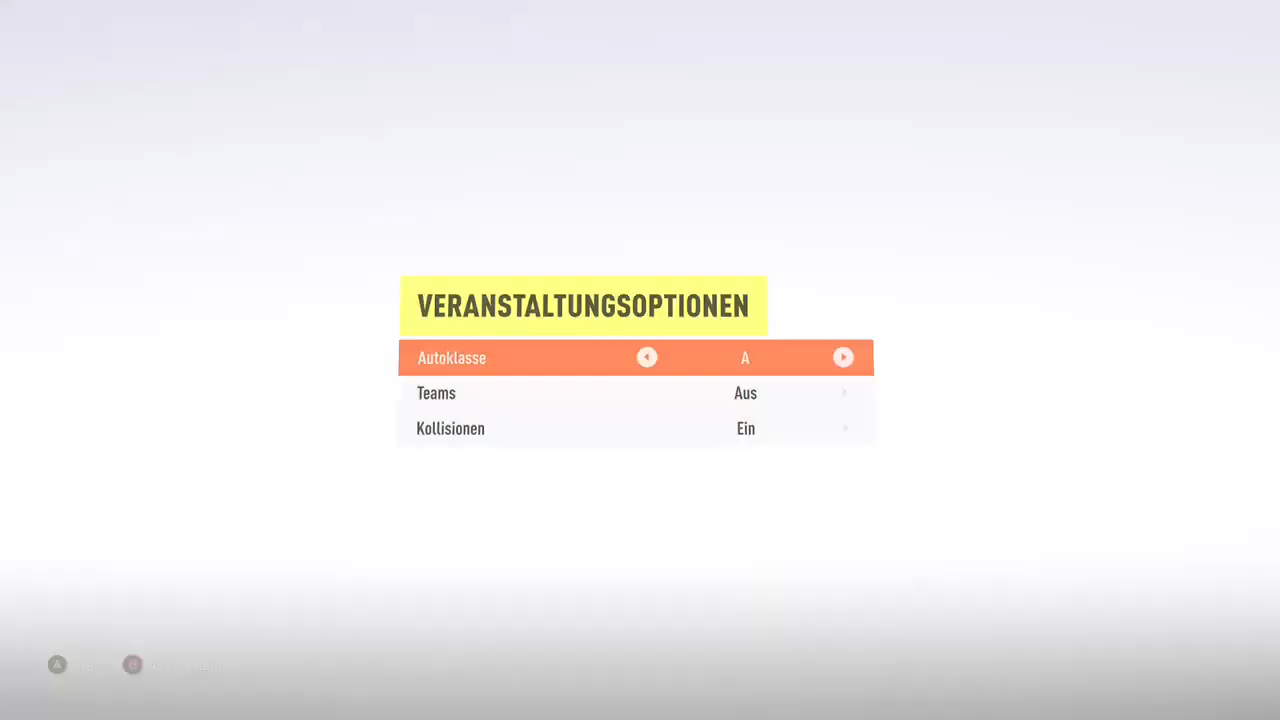 VERANSTALTUNGSOPTIONEN
Autoklasse A
Teams Aus
Kollisionen Ein
A B